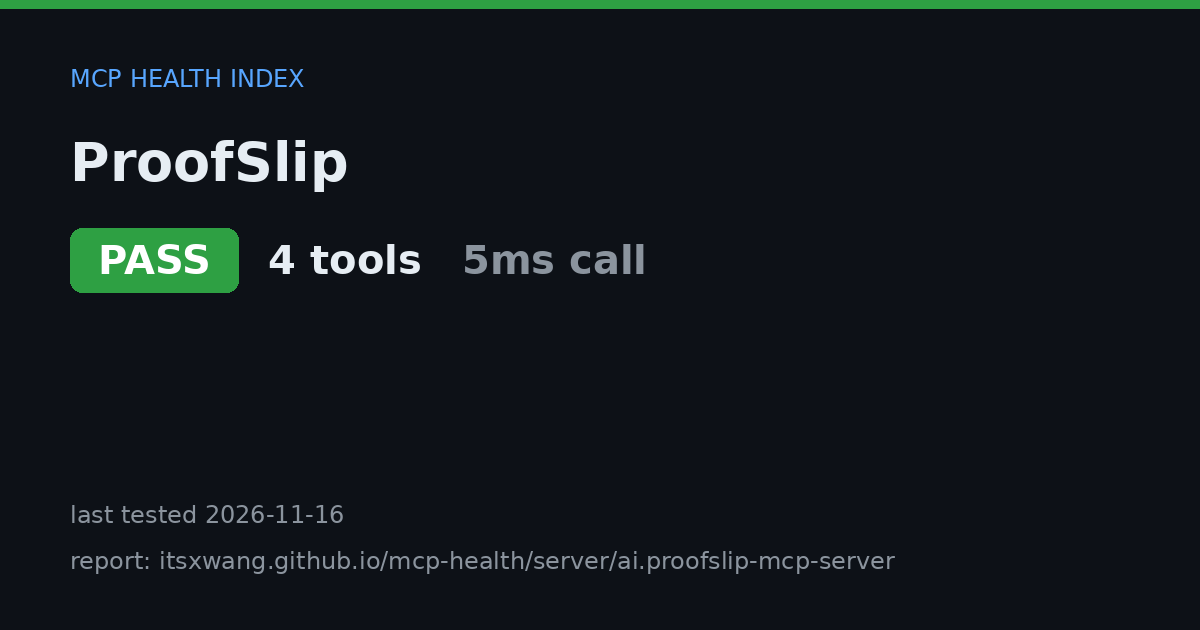 MCP HEALTH INDEX
ProofSlip
PASS 4 tools 5ms call
last tested 2026-11-16
report: itsxwang.github.io/mcp-health/server/ai.proofslip-mcp-server